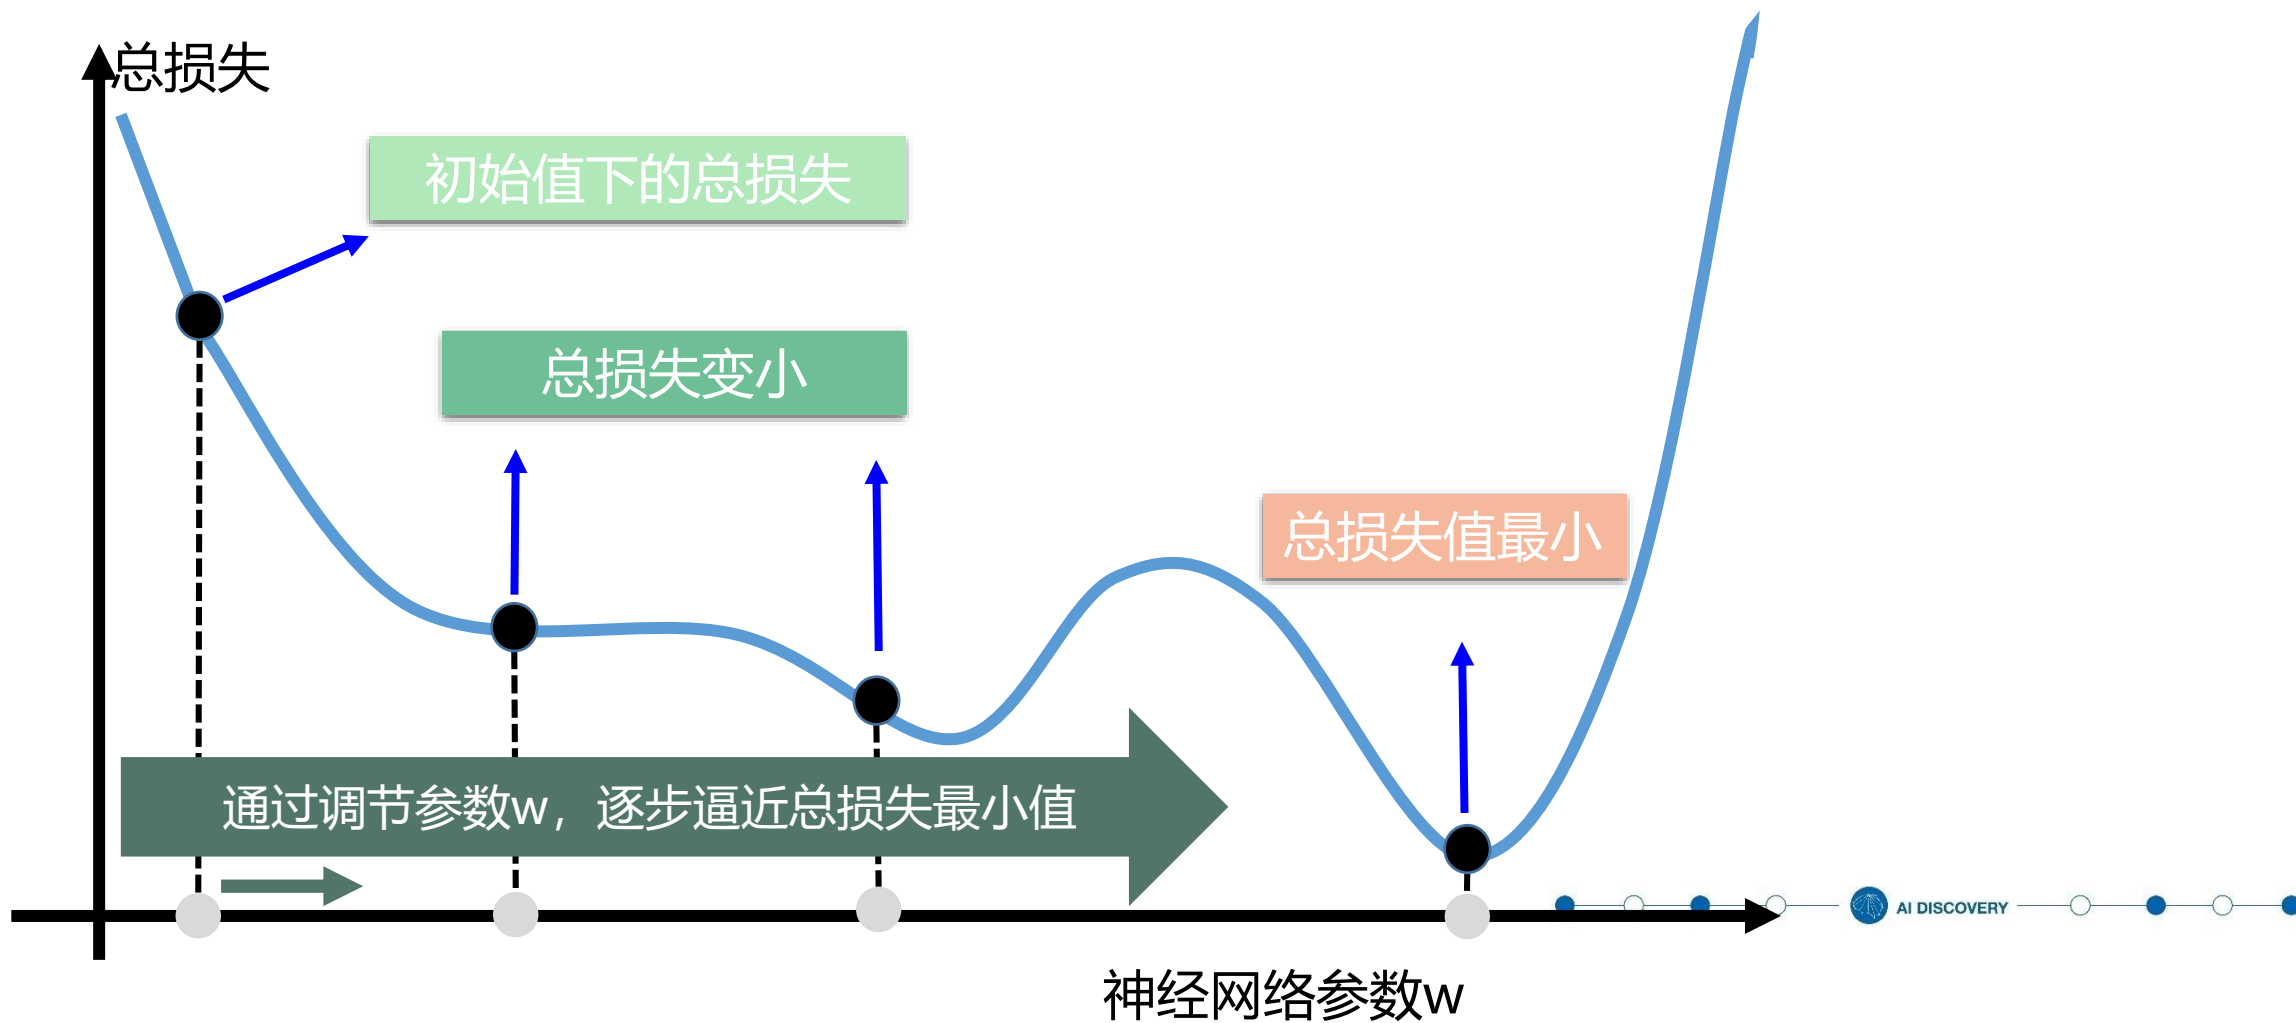 总损失
初始值下的总损失
总损失变小
总损失值最小
通过调节参数w，逐步逼近总损失最小值
AI DISCOVERY
神经网络参数w